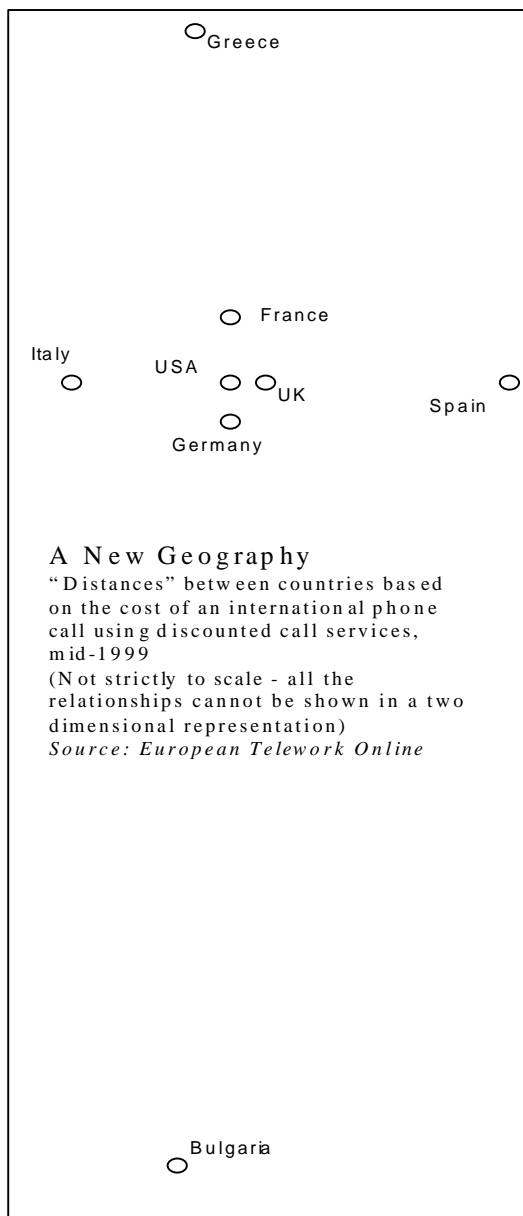 Greece
France
Italy
USA
UK
Spain
Germany
A New Geography
“Distances” between countries based
on the cost of an international phone
call using discounted call services,
mid-1999
(Not strictly to scale - all the
relationships cannot be shown in a two
dimensional representation)
Source: European Telework Online
Bulgaria